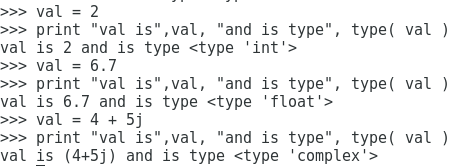 >>> val = 2
>>> print "val is",val, "and is type", type( val )
val is 2 and is type <type 'int'>
>>> val = 6.7
>>> print "val is",val, "and is type", type( val )
val is 6.7 and is type <type 'float'>
>>> val = 4 + 5j
>>> print "val is",val, "and is type", type( val )
val is (4+5j) and is type <type 'complex'>